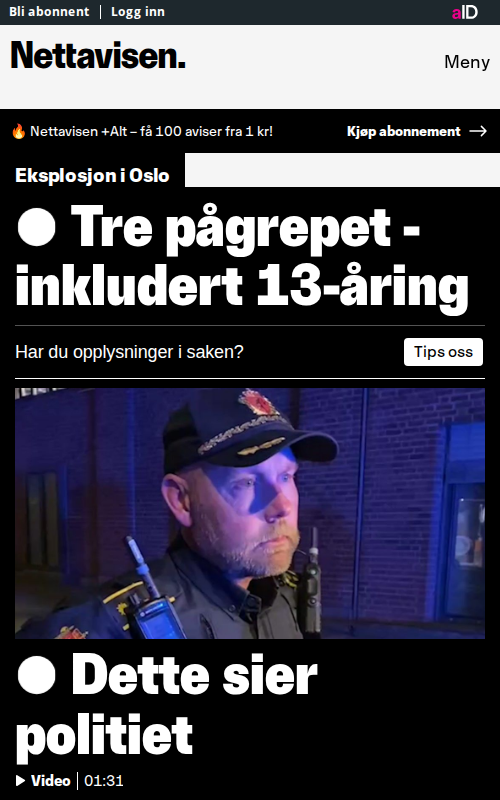 Bli abonnent | Logg inn
aID
Nettavisen.
Meny
🔥 Nettavisen +Alt – få 100 aviser fra 1 kr!
Kjøp abonnement →
Eksplosjon i Oslo
● Tre pågrepet -
inkludert 13-åring
Har du opplysninger i saken?
Tips oss
● Dette sier
politiet
▶ Video | 01:31